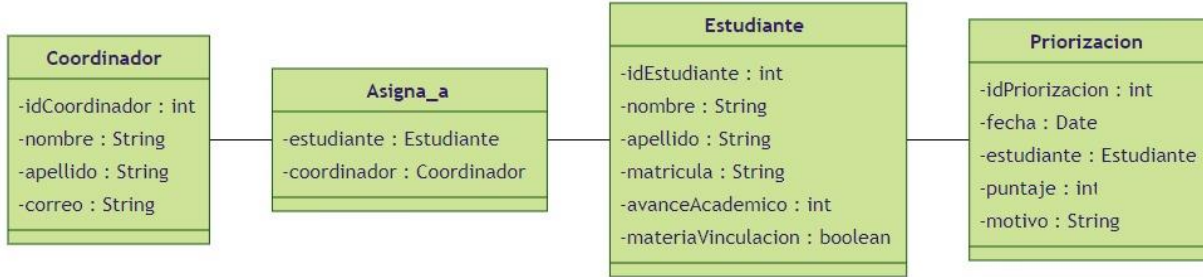 Coordinador
-idCoordinador : int
-nombre : String
-apellido : String
-correo : String
Asigna_a
-estudiante : Estudiante
-coordinador : Coordinador
Estudiante
-idEstudiante : int
-nombre : String
-apellido : String
-matricula : String
-avanceAcademico : int
-materiaVinculacion : boolean
Priorizacion
-idPriorizacion : int
-fecha : Date
-estudiante : Estudiante
-puntaje : int
-motivo : String